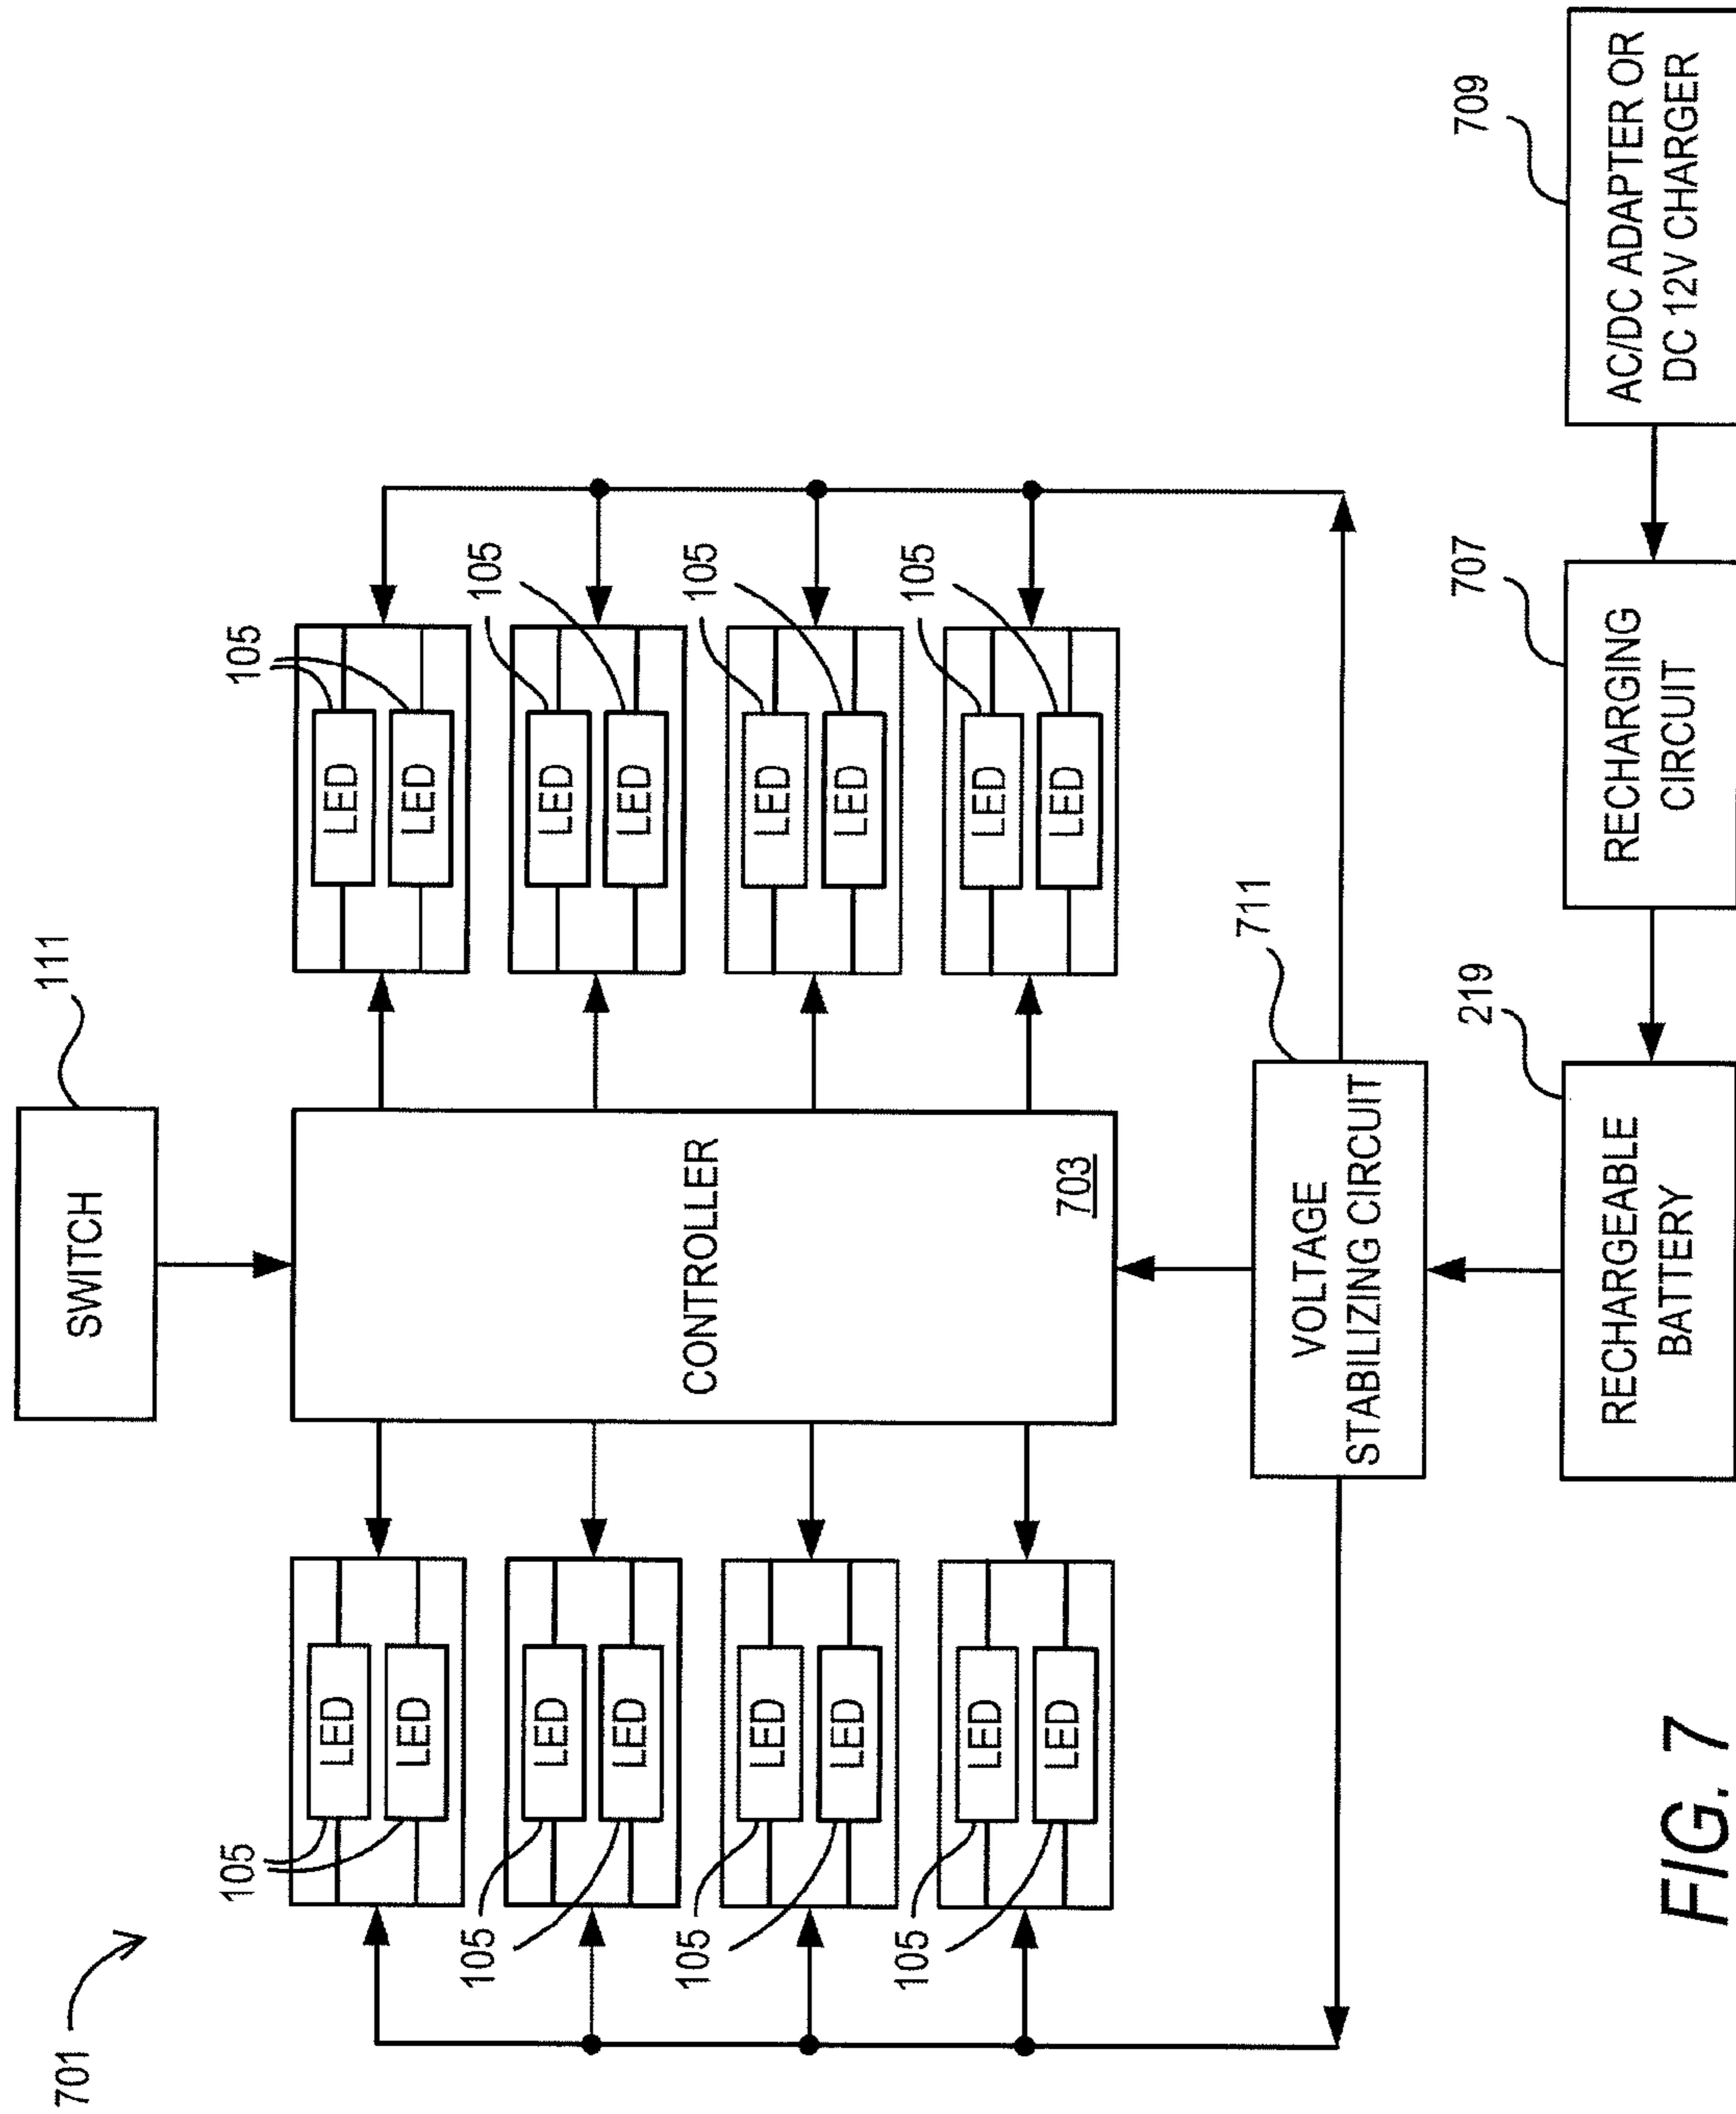 701
SWITCH
111
105
LED
LED
105
LED
LED
CONTROLLER
703
105
LED
LED
105
LED
LED
105
LED
LED
105
LED
LED
105
LED
LED
105
LED
LED
VOLTAGE
STABILIZING CIRCUIT
711
RECHARGEABLE
BATTERY
219
RECHARGING
CIRCUIT
707
AC/DC ADAPTER OR
DC 12V CHARGER
709
FIG. 7